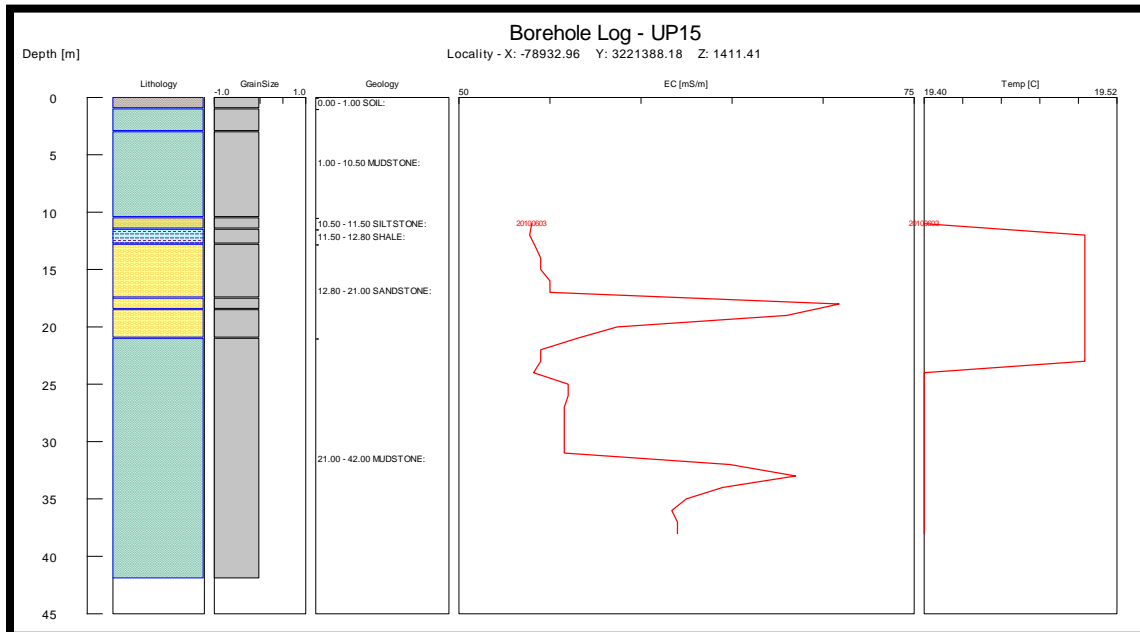 Borehole Log - UP15
Depth [m]
Locality - X: -78932.96 Y: 3221388.18 Z: 1411.41
Lithology
GrainSize
Geology
EC [mS/m]
Temp [C]
-1.0 1.0
50 75
19.40 19.52
0
5
10
15
20
25
30
35
40
45
0.00 - 1.00 SOIL:
1.00 - 10.50 MUDSTONE:
10.50 - 11.50 SILTSTONE:
11.50 - 12.80 SHALE:
12.80 - 21.00 SANDSTONE:
21.00 - 42.00 MUDSTONE:
20100603
20100603